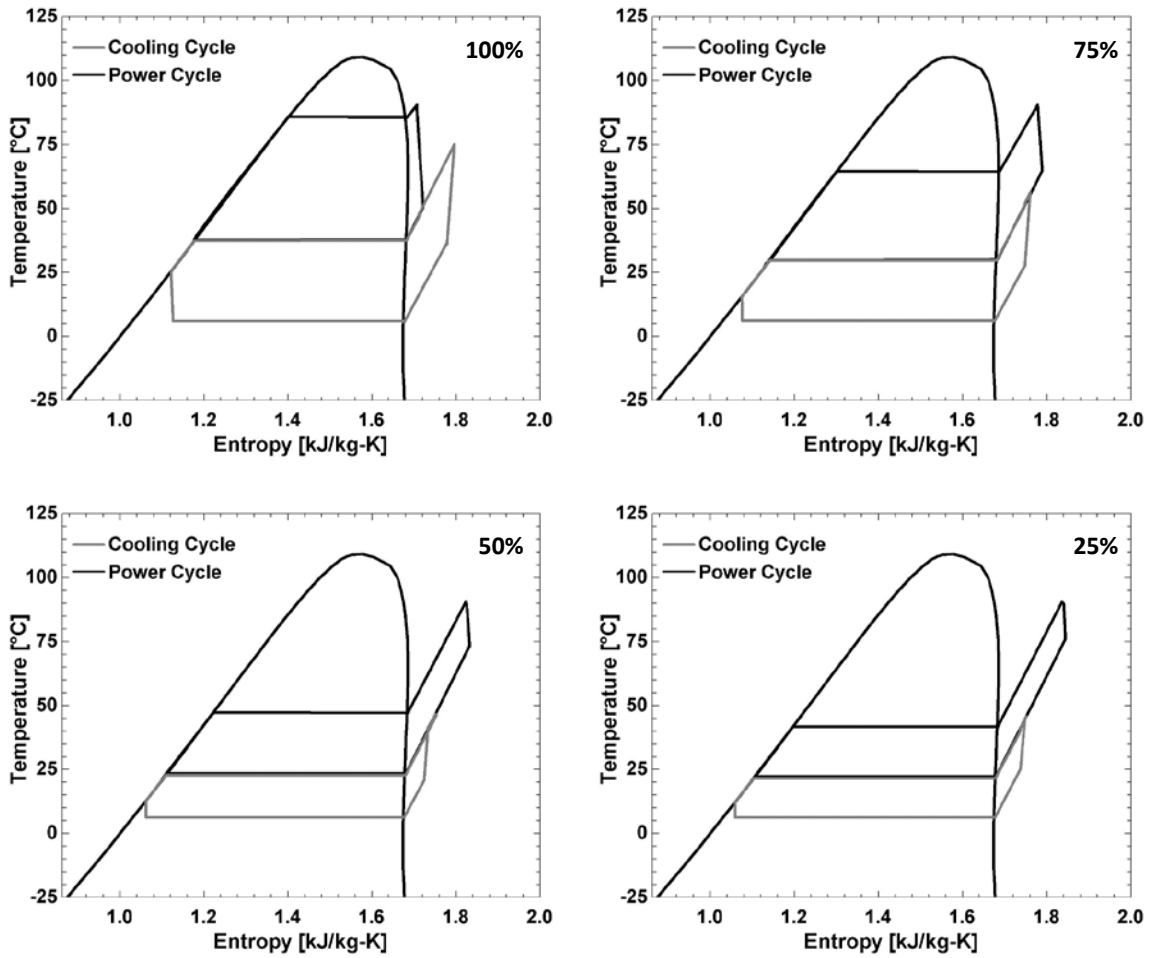 125
100
75
50
25
0
-25
Temperature [°C]
Cooling Cycle
Power Cycle
100%
1.0 1.2 1.4 1.6 1.8 2.0
Entropy [kJ/kg-K]
125
100
75
50
25
0
-25
Temperature [°C]
Cooling Cycle
Power Cycle
75%
1.0 1.2 1.4 1.6 1.8 2.0
Entropy [kJ/kg-K]
125
100
75
50
25
0
-25
Temperature [°C]
Cooling Cycle
Power Cycle
50%
1.0 1.2 1.4 1.6 1.8 2.0
Entropy [kJ/kg-K]
125
100
75
50
25
0
-25
Temperature [°C]
Cooling Cycle
Power Cycle
25%
1.0 1.2 1.4 1.6 1.8 2.0
Entropy [kJ/kg-K]